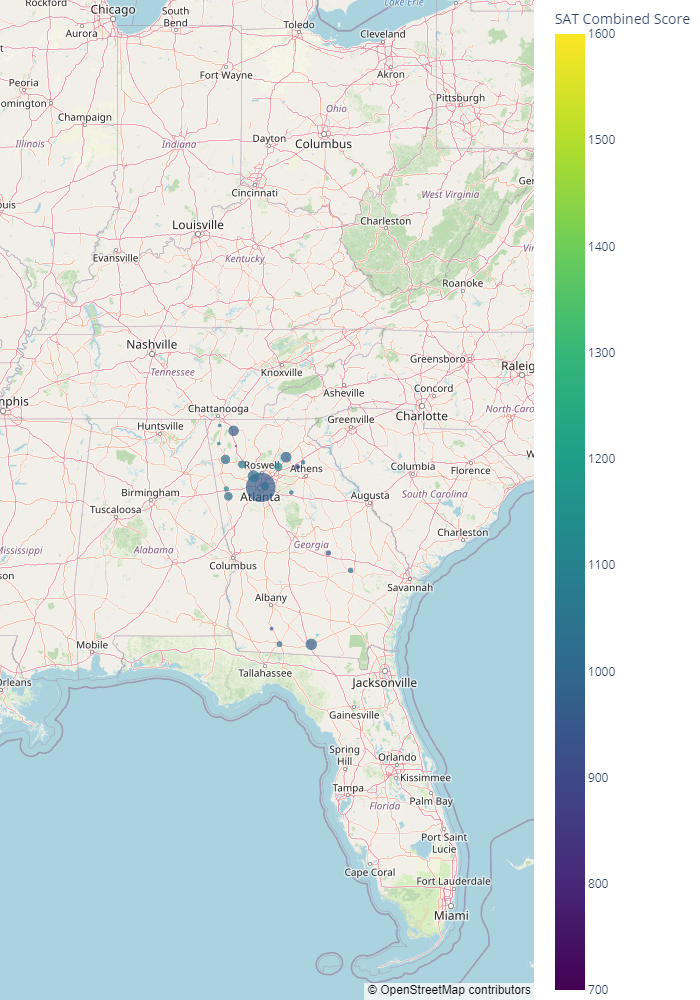 Rockford
Chicago
Aurora
South
Bend
Toledo
Lake Erie
Cleveland
Akron
Fort Wayne
Peoria
omington
Champaign
Pittsburgh
Ohio
Illinois
Indiana
Dayton
Columbus
Cincinnati
Ger
West Virginia
ouis
Louisville
Charleston
Evansville
Kentucky
Vir
Roanoke
Nashville
Greensboro
Raleig
Tennessee
Knoxville
Asheville
Concord
nphis
Chattanooga
Greenville
Charlotte
North Caro
Huntsville
W
Roswell
Athens
Columbia
Florence
Birmingham
Atlanta
Augusta
South Carolina
Tuscaloosa
Charleston
Mississippi
Alabama
Georgia
Columbus
son
Savannah
Albany
Mobile
Tallahassee
Orleans
Jacksonville
Gainesville
Spring
Hill
Orlando
Kissimmee
Tampa
Palm Bay
Florida
Port Saint
Lucie
Cape Coral
Fort Lauderdale
Miami
© OpenStreetMap contributors
SAT Combined Score
1600
1500
1400
1300
1200
1100
1000
900
800
700